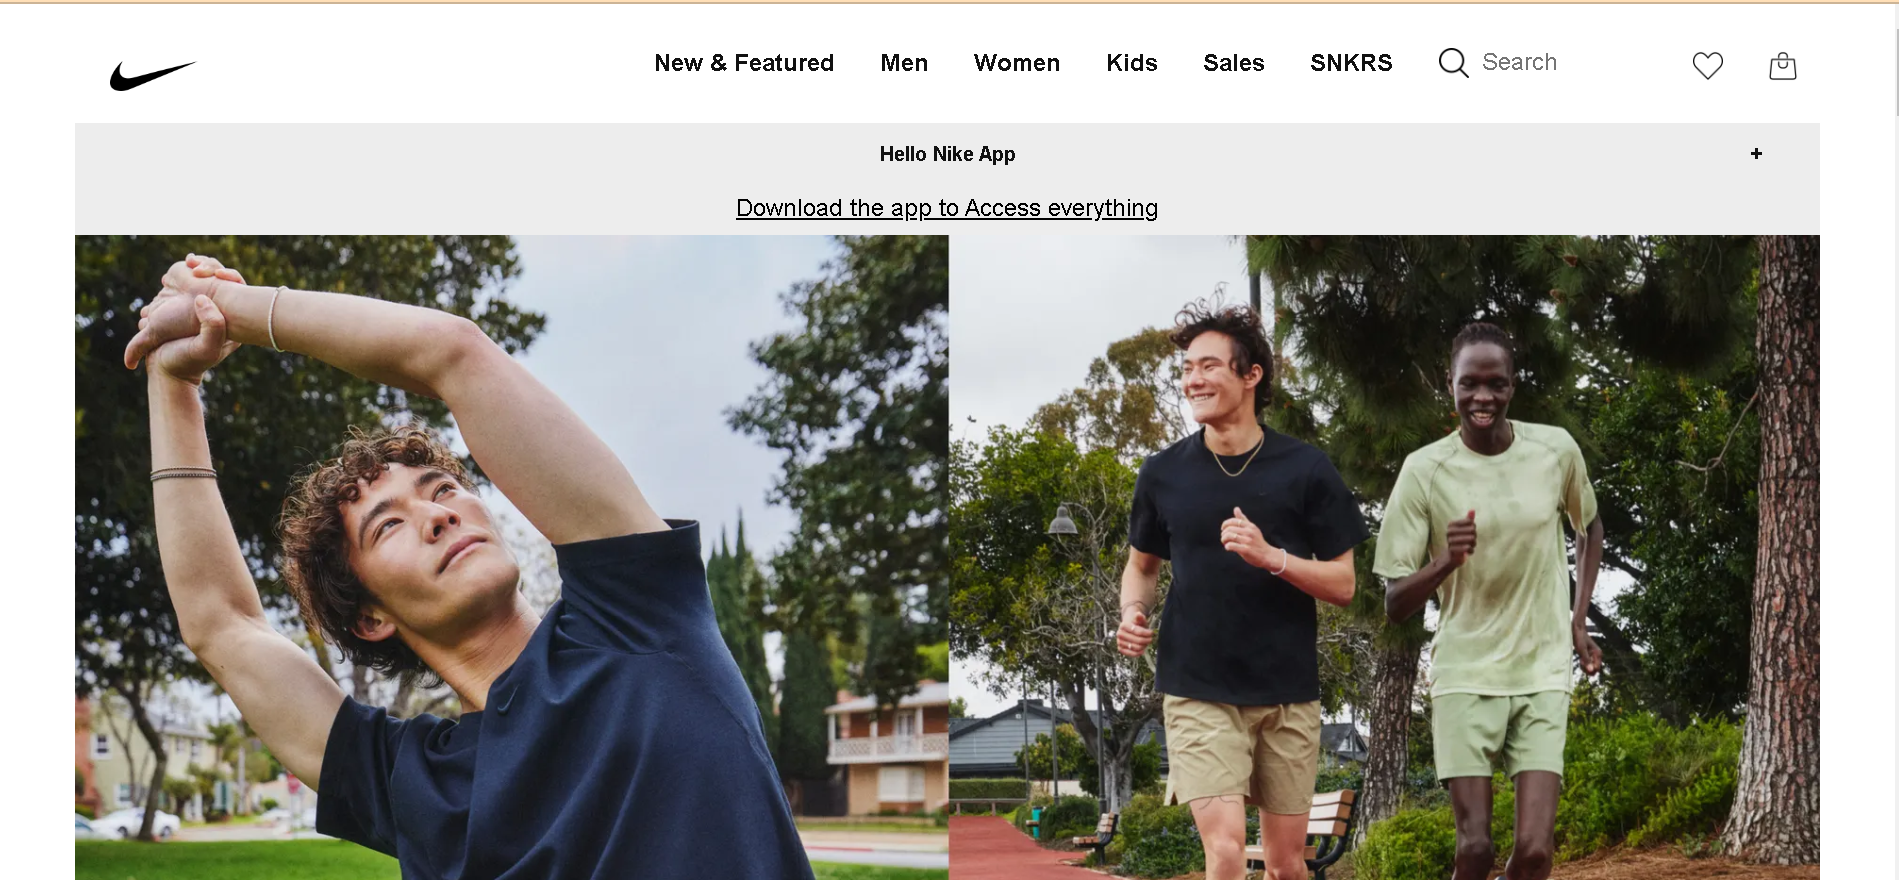 New & Featured Men Women Kids Sales SNKRS Search
Hello Nike App +
Download the app to Access everything